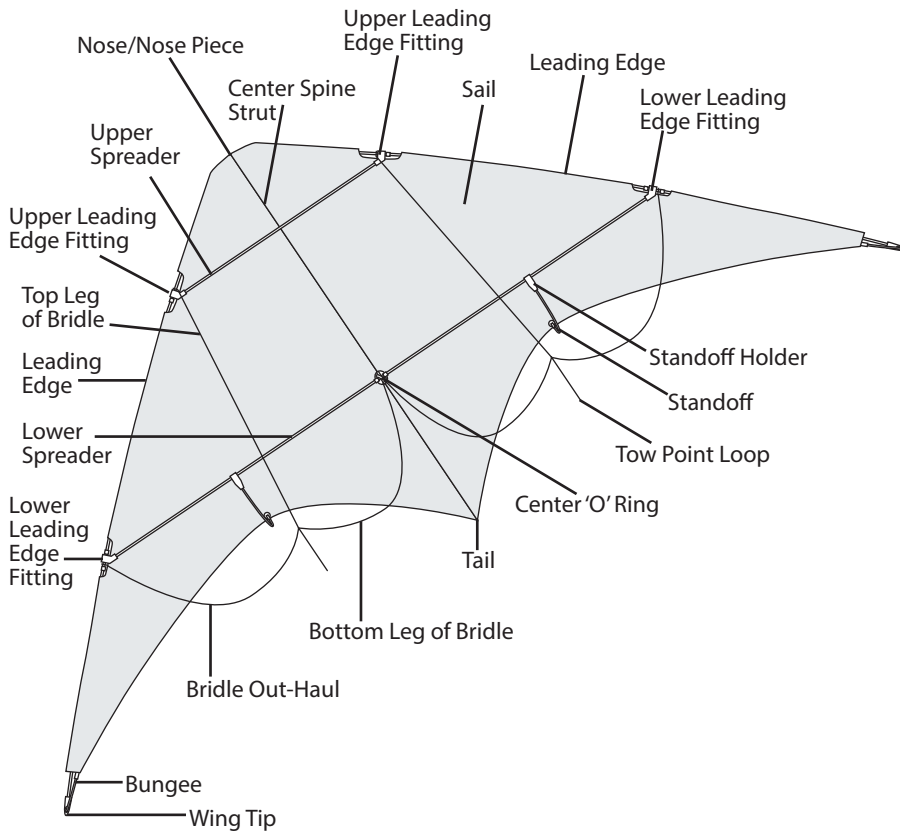 Upper Leading
Edge Fitting
Nose/Nose Piece
Leading Edge
Center Spine
Strut
Sail
Lower Leading
Edge Fitting
Upper
Spreader
Upper Leading
Edge Fitting
Top Leg
of Bridle
Leading
Edge
Standoff Holder
Standoff
Lower
Spreader
Tow Point Loop
Center ‘O’ Ring
Lower
Leading
Edge
Fitting
Tail
Bottom Leg of Bridle
Bridle Out-Haul
Bungee
Wing Tip